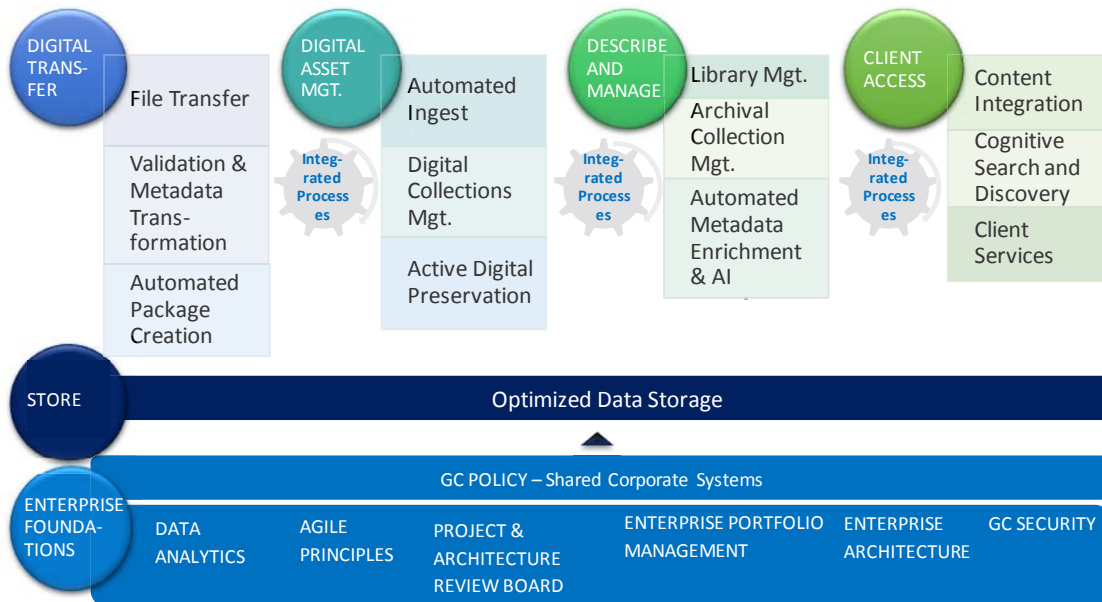 DIGITAL
TRANS-
FER
File Transfer
Validation &
Metadata
Trans-
formation
Automated
Package
Creation
DIGITAL
ASSET
MGT.
Integ-
rated
Process
es
Automated
Ingest
Digital
Collections
Mgt.
Active Digital
Preservation
DESCRIBE
AND
MANAGE
Integ-
rated
Process
es
Library Mgt.
Archival
Collection
Mgt.
Automated
Metadata
Enrichment
& AI
CLIENT
ACCESS
Integ-
rated
Process
es
Content
Integration
Cognitive
Search and
Discovery
Client
Services
STORE
Optimized Data Storage
ENTERPRISE
FOUNDA-
TIONS
GC POLICY – Shared Corporate Systems
DATA
ANALYTICS
AGILE
PRINCIPLES
PROJECT &
ARCHITECTURE
REVIEW BOARD
ENTERPRISE PORTFOLIO
MANAGEMENT
ENTERPRISE
ARCHITECTURE
GC SECURITY